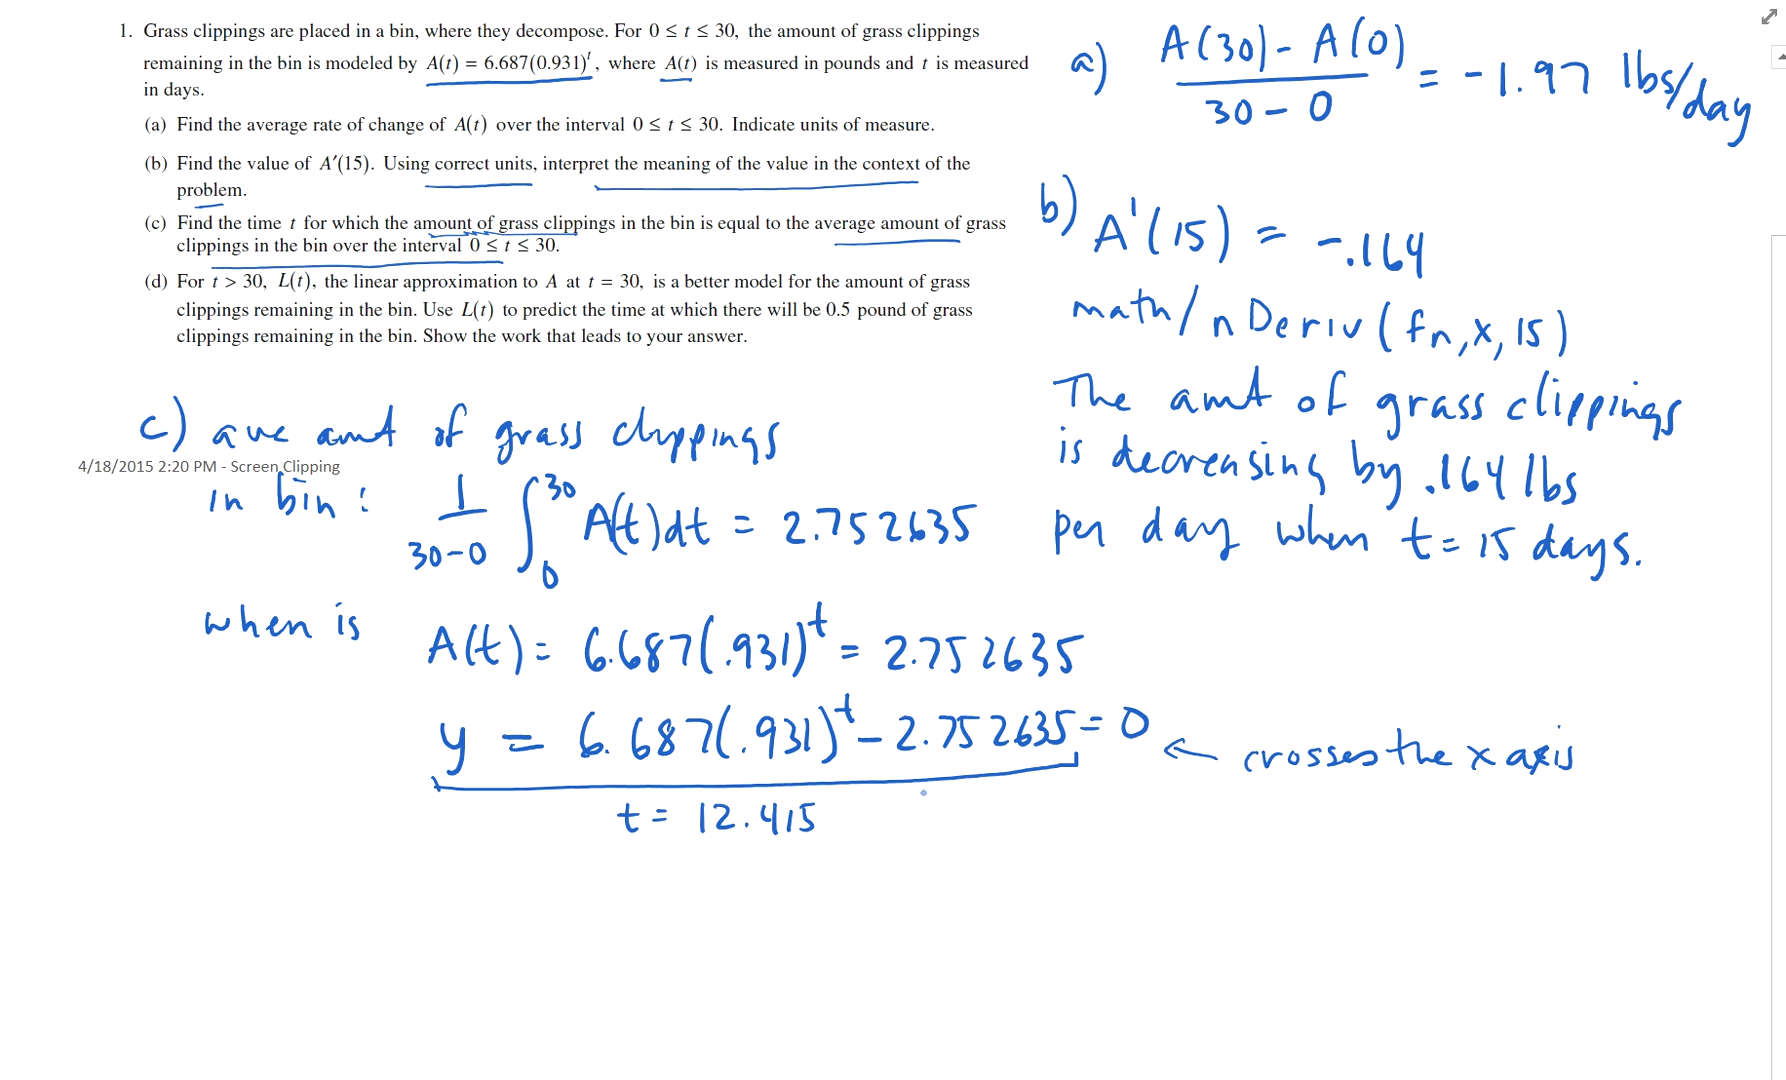 1. Grass clippings are placed in a bin, where they decompose. For 0 ≤ t ≤ 30, the amount of grass clippings
remaining in the bin is modeled by A(t) = 6.687(0.931)^t, where A(t) is measured in pounds and t is measured
in days.
(a) Find the average rate of change of A(t) over the interval 0 ≤ t ≤ 30. Indicate units of measure.
(b) Find the value of A′(15). Using correct units, interpret the meaning of the value in the context of the
problem.
(c) Find the time t for which the amount of grass clippings in the bin is equal to the average amount of grass
clippings in the bin over the interval 0 ≤ t ≤ 30.
(d) For t > 30, L(t), the linear approximation to A at t = 30, is a better model for the amount of grass
clippings remaining in the bin. Use L(t) to predict the time at which there will be 0.5 pound of grass
clippings remaining in the bin. Show the work that leads to your answer.
a) A(30) - A(0) / 30 - 0 = -1.97 lbs/day
b) A'(15) = -.164
math/nDeriv(fn,x,15)
The amt of grass clippings
is decreasing by .164 lbs
per day when t = 15 days.
c) ave amt of grass clippings
4/18/2015 2:20 PM - Screen Clipping
in bin: 1/30-0 ∫_0^30 A(t)dt = 2.752635
when is A(t) = 6.687(.931)^t = 2.752635
y = 6.687(.931)^t - 2.752635 = 0 ← crosses the x axis
t = 12.415